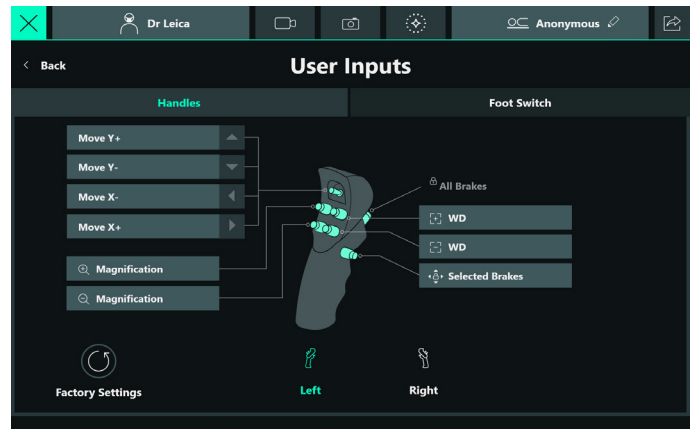 Dr Leica
Anonymous
Back
User Inputs
Handles
Foot Switch
Move Y+
Move Y-
Move X-
Move X+
Magnification
Magnification
All Brakes
WD
WD
Selected Brakes
Factory Settings
Left
Right